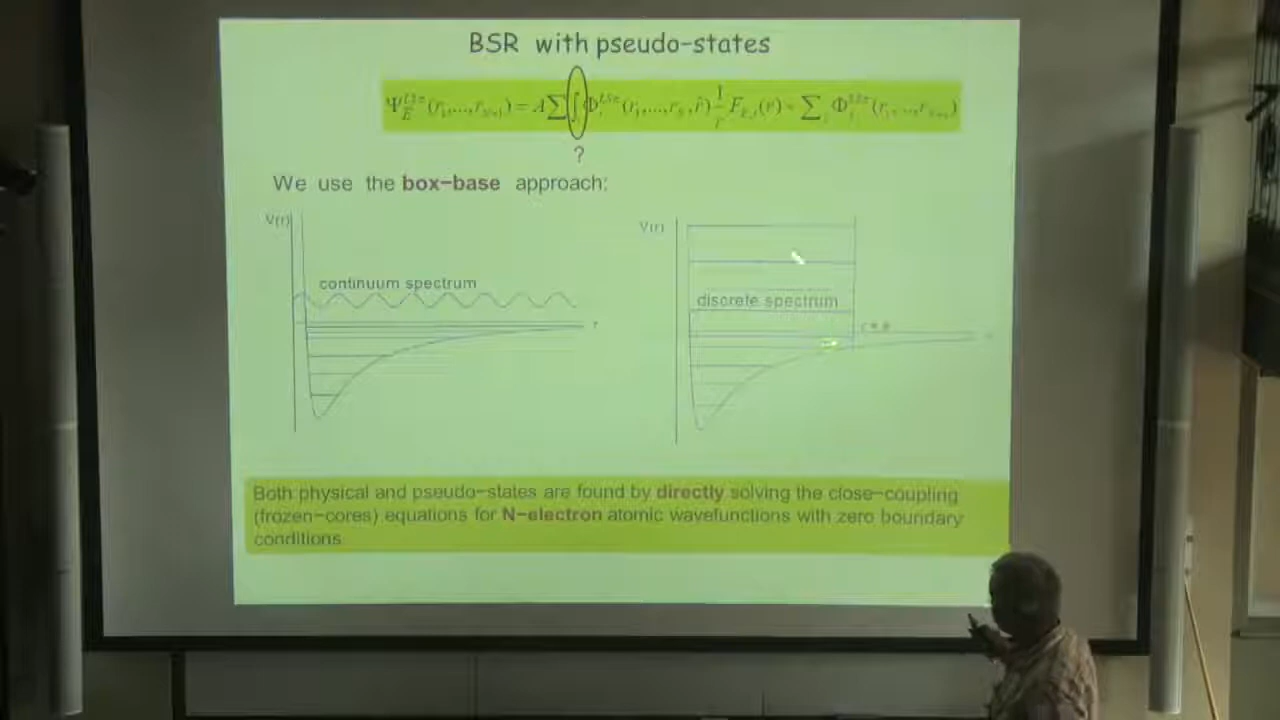 BSR with pseudo-states
?
We use the box-base approach:
V(r)
V(r)
continuum spectrum
discrete spectrum
r
Both physical and pseudo-states are found by directly solving the close-coupling
(frozen-cores) equations for N-electron atomic wavefunctions with zero boundary
conditions